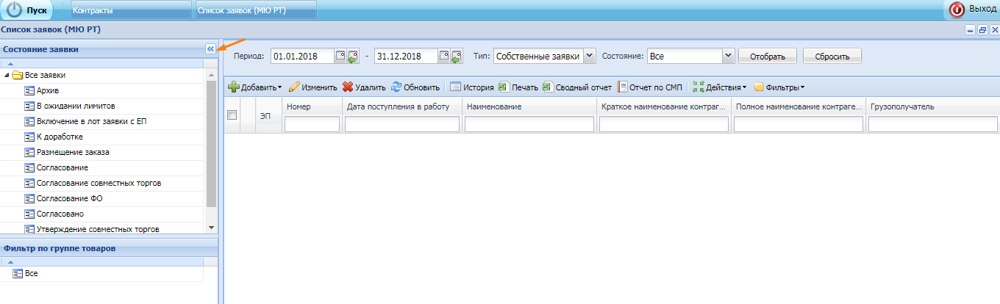 Пуск
Контракты
Список заявок (МЮ РТ)
Выход
Список заявок (МЮ РТ)
Состояние заявки
Период: 01.01.2018 - 31.12.2018 Тип: Собственные заявки Состояние: Все Отобрать Сбросить
Все заявки
Архив
В ожидании лимитов
Включение в лот заявки с ЕП
К доработке
Размещение заказа
Согласование
Согласование совместных торгов
Согласование ФО
Согласовано
Утверждение совместных торгов
Добавить Изменить Удалить Обновить История Печать Сводный отчет Отчет по СМП Действия Фильтры
ЭП Номер Дата поступления в работу Наименование Краткое наименование контраг... Полное наименование контраге... Грузополучатель
Фильтр по группе товаров
Все